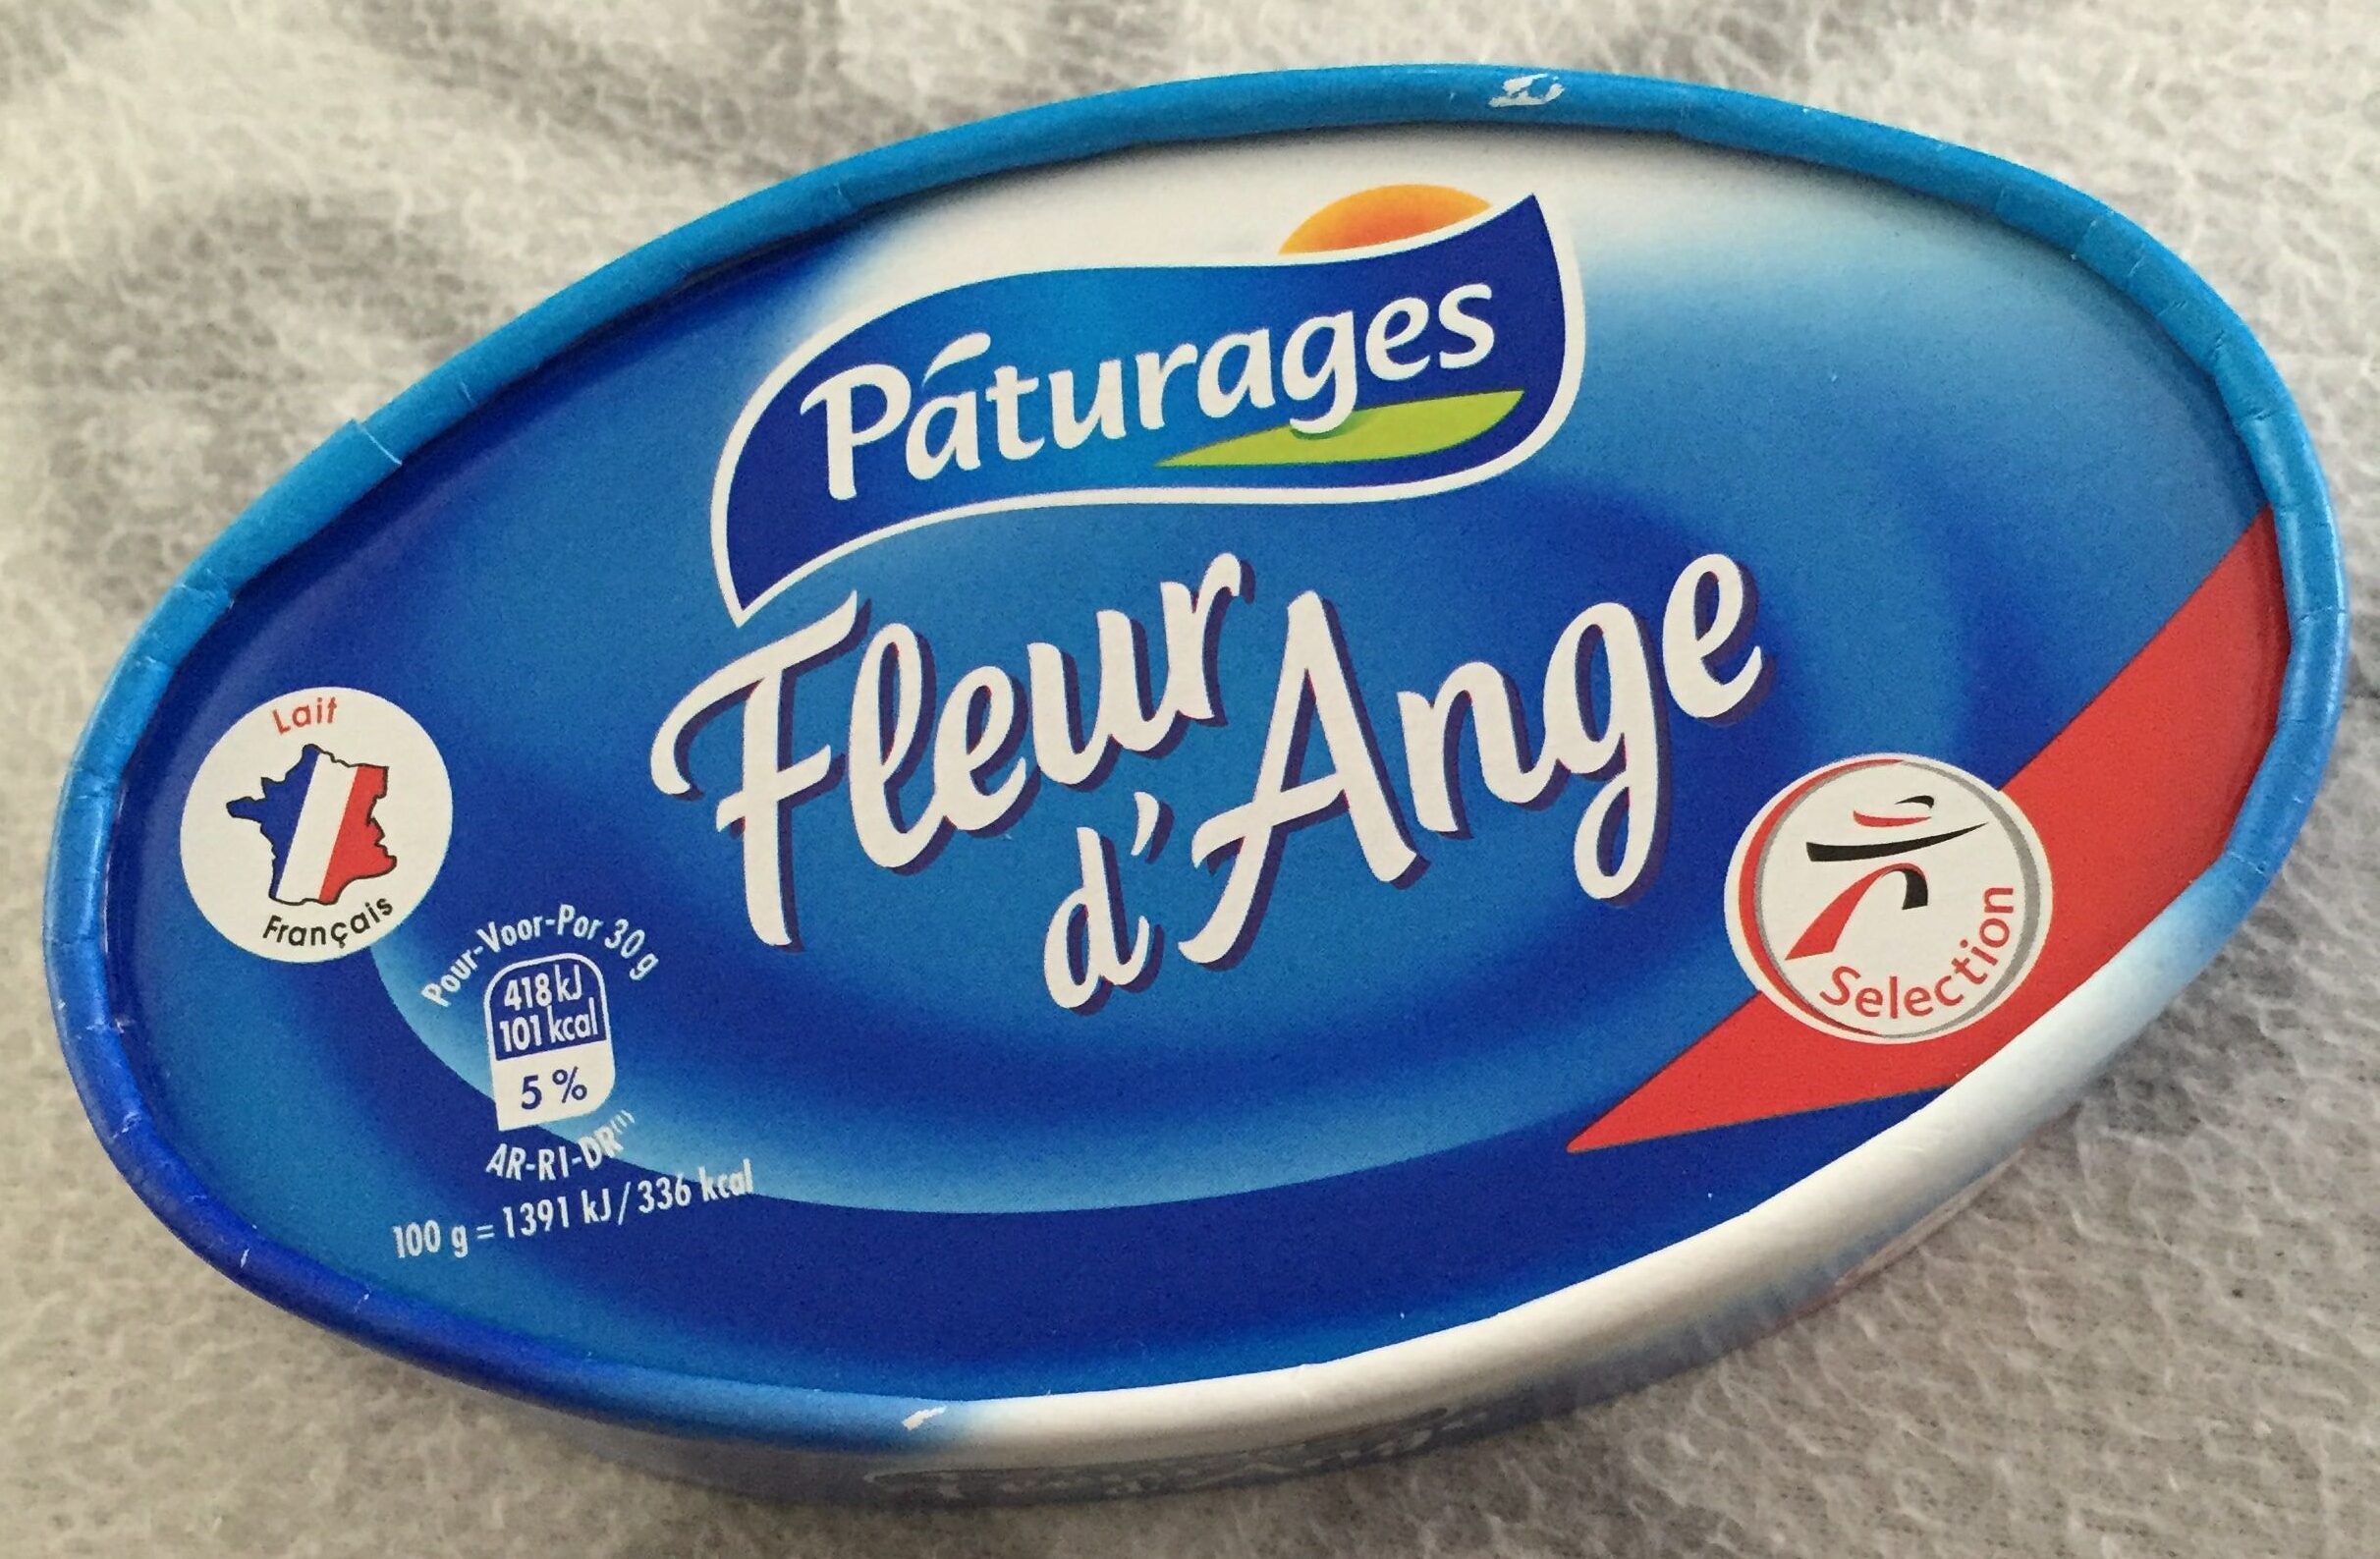 Pâturages
Fleur
d'Ange
Lait
Français
Pour-Voor-Por 30 g
418 kJ
101 kcal
5 %
AR-RI-DR(1)
100 g = 1391 kJ / 336 kcal
Selection